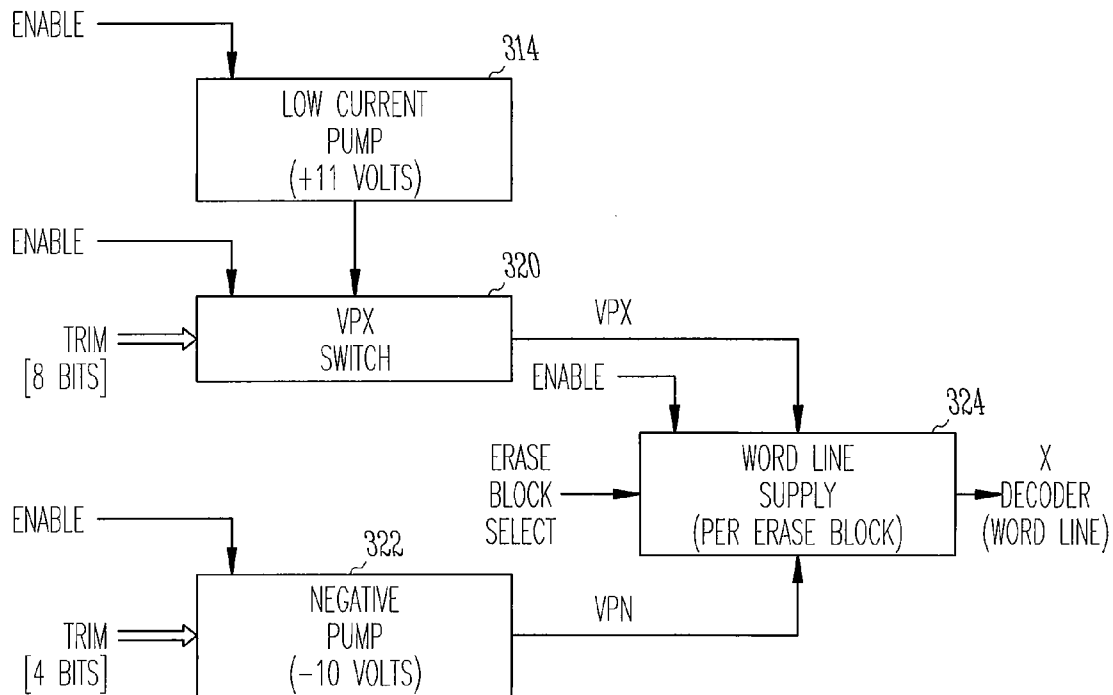 ENABLE
314
LOW CURRENT
PUMP
(+11 VOLTS)
ENABLE
320
TRIM
[8 BITS]
VPX
SWITCH
VPX
ENABLE
324
ERASE
BLOCK
SELECT
WORD LINE
SUPPLY
(PER ERASE BLOCK)
X
DECODER
(WORD LINE)
ENABLE
322
TRIM
[4 BITS]
NEGATIVE
PUMP
(-10 VOLTS)
VPN